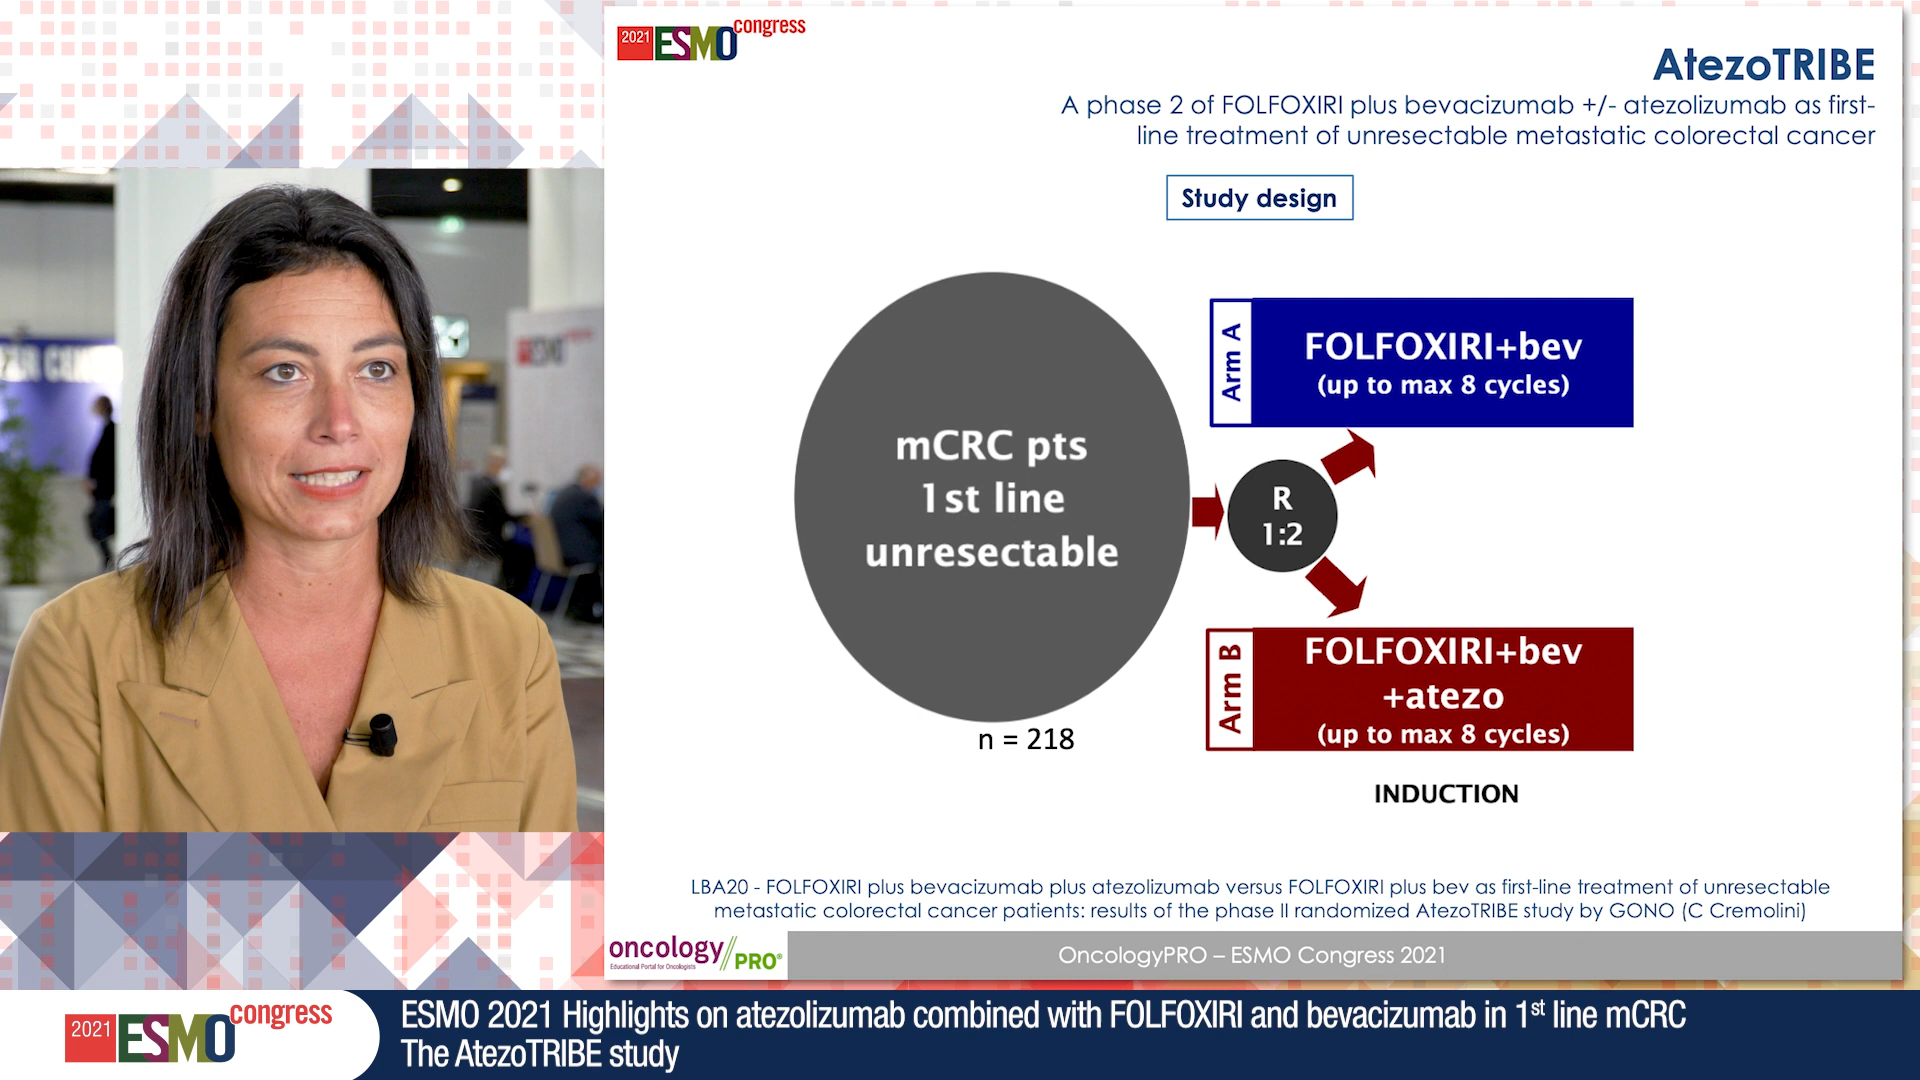 2021 ESMO congress
AtezoTRIBE
A phase 2 of FOLFOXIRI plus bevacizumab +/- atezolizumab as first-
line treatment of unresectable metastatic colorectal cancer
Study design
mCRC pts
1st line
unresectable
n = 218
R
1:2
Arm A
FOLFOXIRI+bev
(up to max 8 cycles)
Arm B
FOLFOXIRI+bev
+atezo
(up to max 8 cycles)
INDUCTION
LBA20 - FOLFOXIRI plus bevacizumab plus atezolizumab versus FOLFOXIRI plus bev as first-line treatment of unresectable
metastatic colorectal cancer patients: results of the phase II randomized AtezoTRIBE study by GONO (C Cremolini)
oncology//PRO®
Educational Portal for Oncologists
OncologyPRO – ESMO Congress 2021
2021 ESMO congress
ESMO 2021 Highlights on atezolizumab combined with FOLFOXIRI and bevacizumab in 1st line mCRC
The AtezoTRIBE study